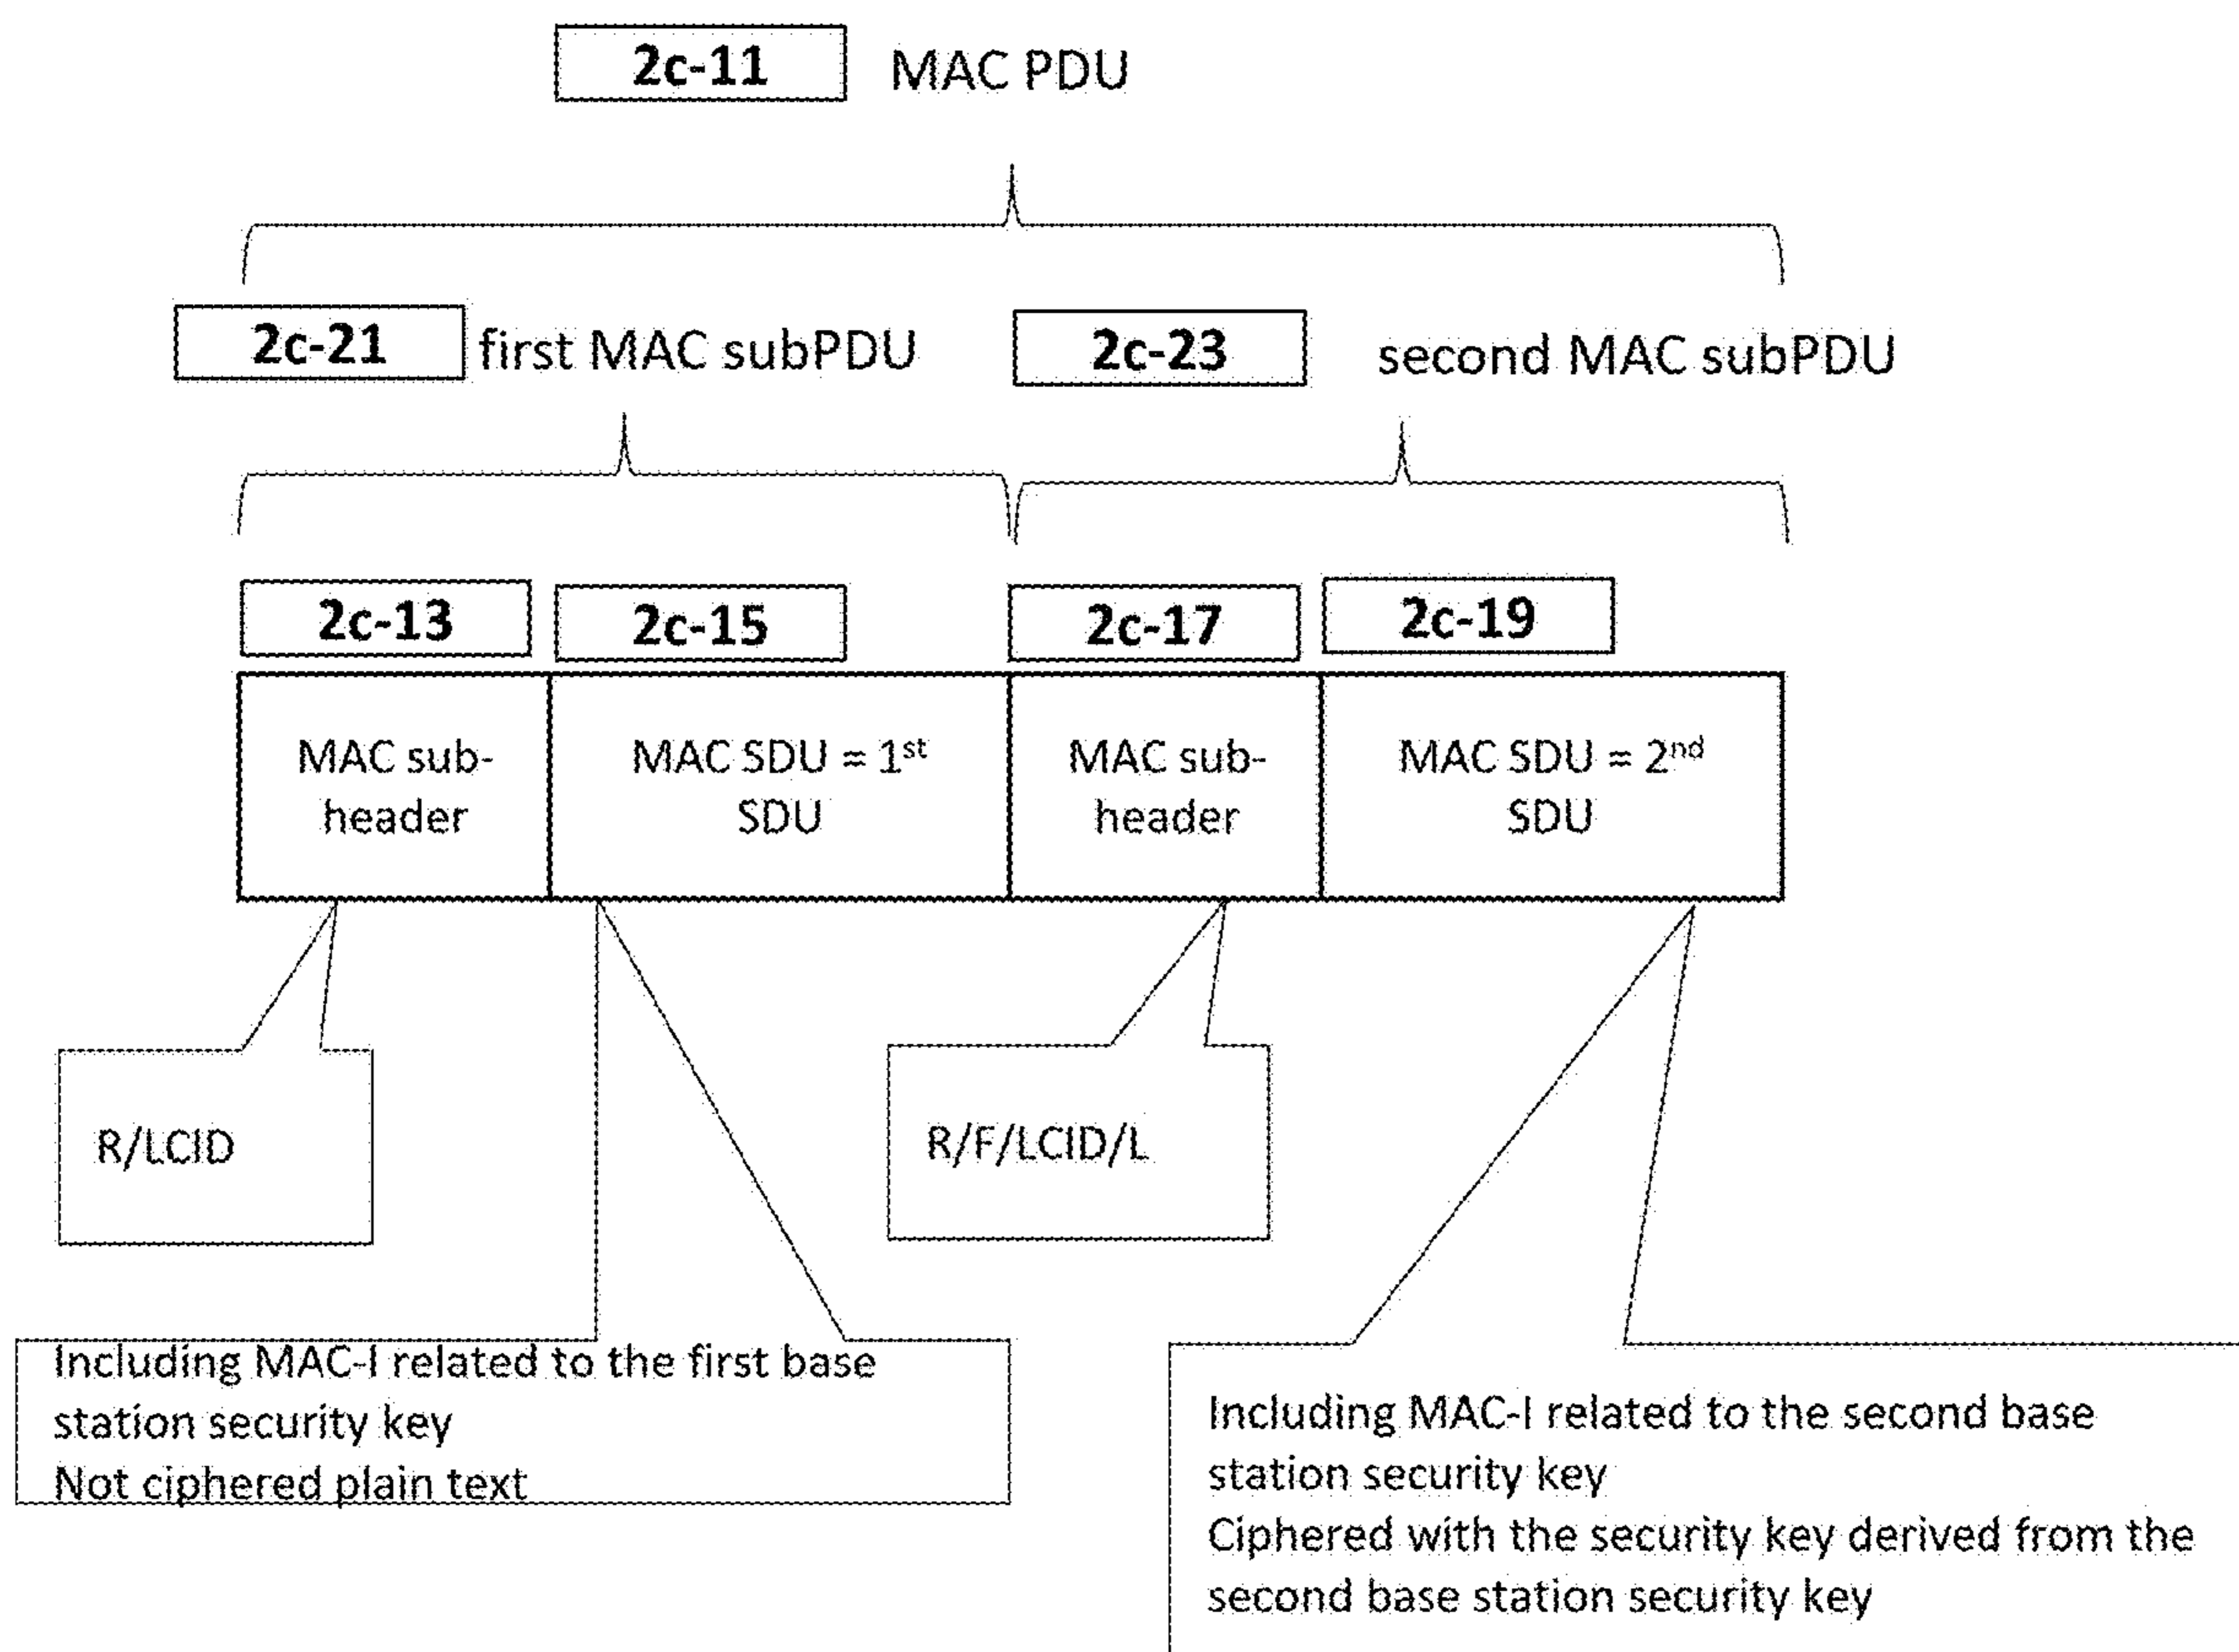 2c-11 MAC PDU
2c-21 first MAC subPDU 2c-23 second MAC subPDU
2c-13 2c-15 2c-17 2c-19
MAC sub-
header
MAC SDU = 1st
SDU
MAC sub-
header
MAC SDU = 2nd
SDU
R/LCID
R/F/LCID/L
Including MAC-I related to the first base
station security key
Not ciphered plain text
Including MAC-I related to the second base
station security key
Ciphered with the security key derived from the
second base station security key